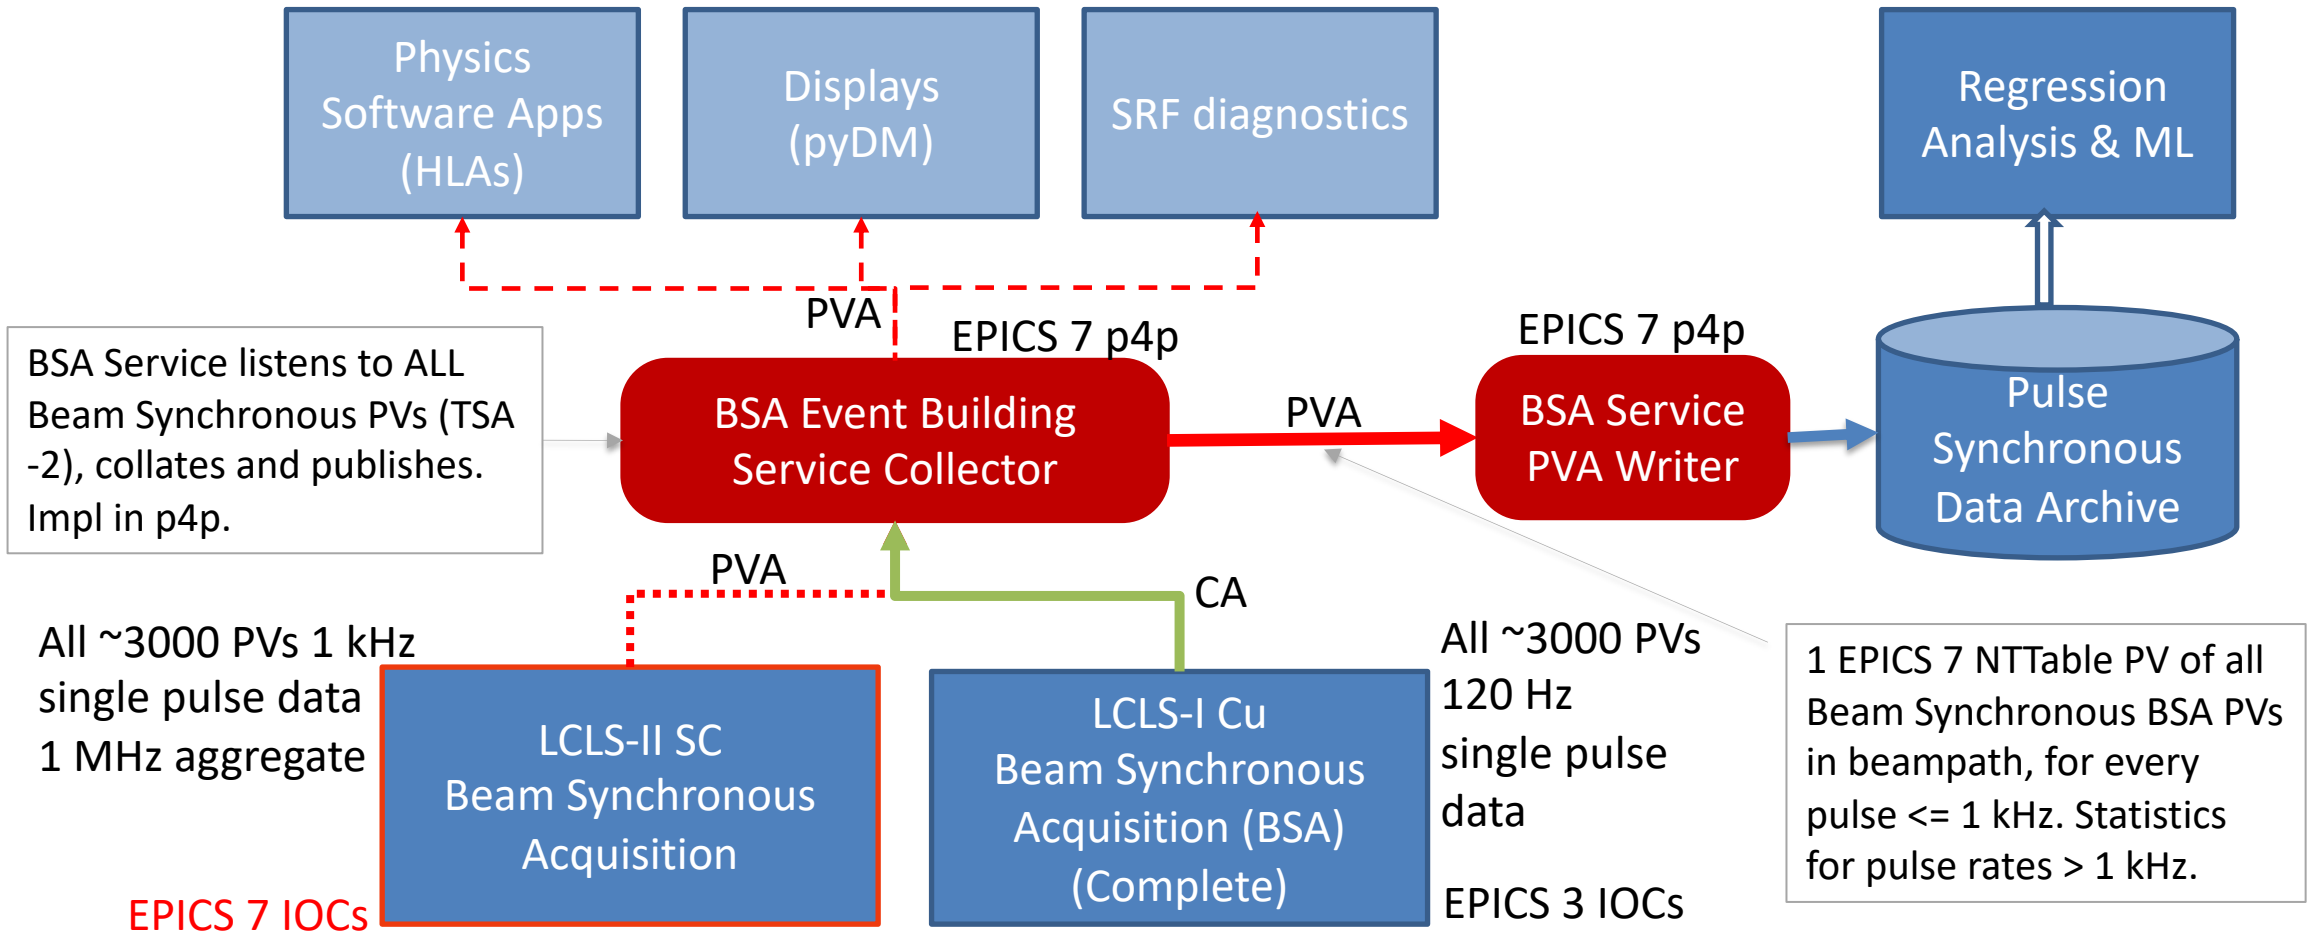 Physics
Software Apps
(HLAs)
Displays
(pyDM)
SRF diagnostics
Regression
Analysis & ML
PVA
EPICS 7 p4p
EPICS 7 p4p
BSA Service listens to ALL
Beam Synchronous PVs (TSA
-2), collates and publishes.
Impl in p4p.
BSA Event Building
Service Collector
PVA
BSA Service
PVA Writer
Pulse
Synchronous
Data Archive
PVA
CA
All ~3000 PVs 1 kHz
single pulse data
1 MHz aggregate
LCLS-II SC
Beam Synchronous
Acquisition
EPICS 7 IOCs
LCLS-I Cu
Beam Synchronous
Acquisition (BSA)
(Complete)
All ~3000 PVs
120 Hz
single pulse
data
EPICS 3 IOCs
1 EPICS 7 NTTable PV of all
Beam Synchronous BSA PVs
in beampath, for every
pulse <= 1 kHz. Statistics
for pulse rates > 1 kHz.